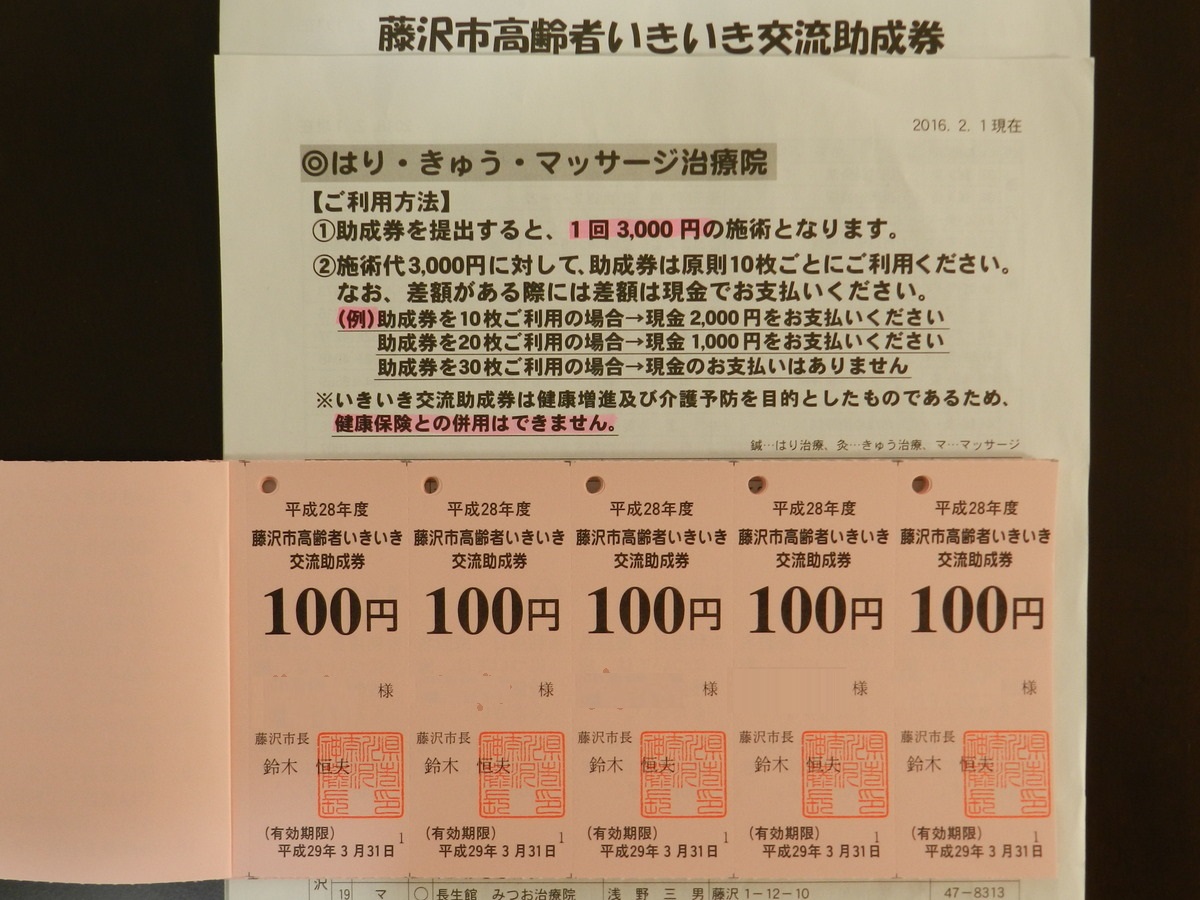 藤沢市高齢者いきいき交流助成券
2016. 2. 1現在
◎はり・きゅう・マッサージ治療院
【ご利用方法】
①助成券を提出すると、1回 3,000 円の施術となります。
②施術代3,000円に対して、助成券は原則10枚ごとにご利用ください。
なお、差額がある際には差額は現金でお支払いください。
(例)助成券を10枚ご利用の場合→現金 2,000 円をお支払いください
助成券を20枚ご利用の場合→現金 1,000 円をお支払いください
助成券を30枚ご利用の場合→現金のお支払いはありません
※いきいき交流助成券は健康増進及び介護予防を目的としたものであるため、
健康保険との併用はできません。
鍼…はり治療、灸…きゅう治療、マ…マッサージ
平成28年度
藤沢市高齢者いきいき
交流助成券
100円
様
藤沢市長
鈴木 恒夫
(有効期限) 1
平成29年3月31日
平成28年度
藤沢市高齢者いきいき
交流助成券
100円
様
藤沢市長
鈴木 恒夫
(有効期限) 1
平成29年3月31日
平成28年度
藤沢市高齢者いきいき
交流助成券
100円
様
藤沢市長
鈴木 恒夫
(有効期限) 1
平成29年3月31日
平成28年度
藤沢市高齢者いきいき
交流助成券
100円
様
藤沢市長
鈴木 恒夫
(有効期限) 1
平成29年3月31日
平成28年度
藤沢市高齢者いきいき
交流助成券
100円
様
藤沢市長
鈴木 恒夫
(有効期限) 1
平成29年3月31日
沢 19 マ ○ 長生館 みつお治療院 浅野三男 藤沢 1-12-10 47-8313